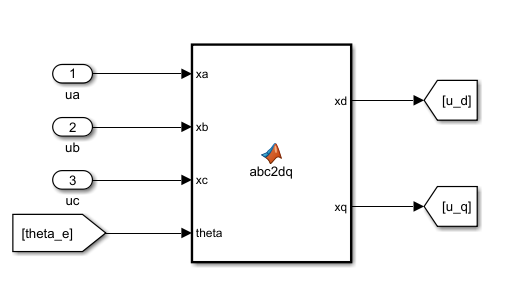 1
ua
xa
2
ub
xb
3
uc
xc
[theta_e]
theta
abc2dq
xd
[u_d]
xq
[u_q]